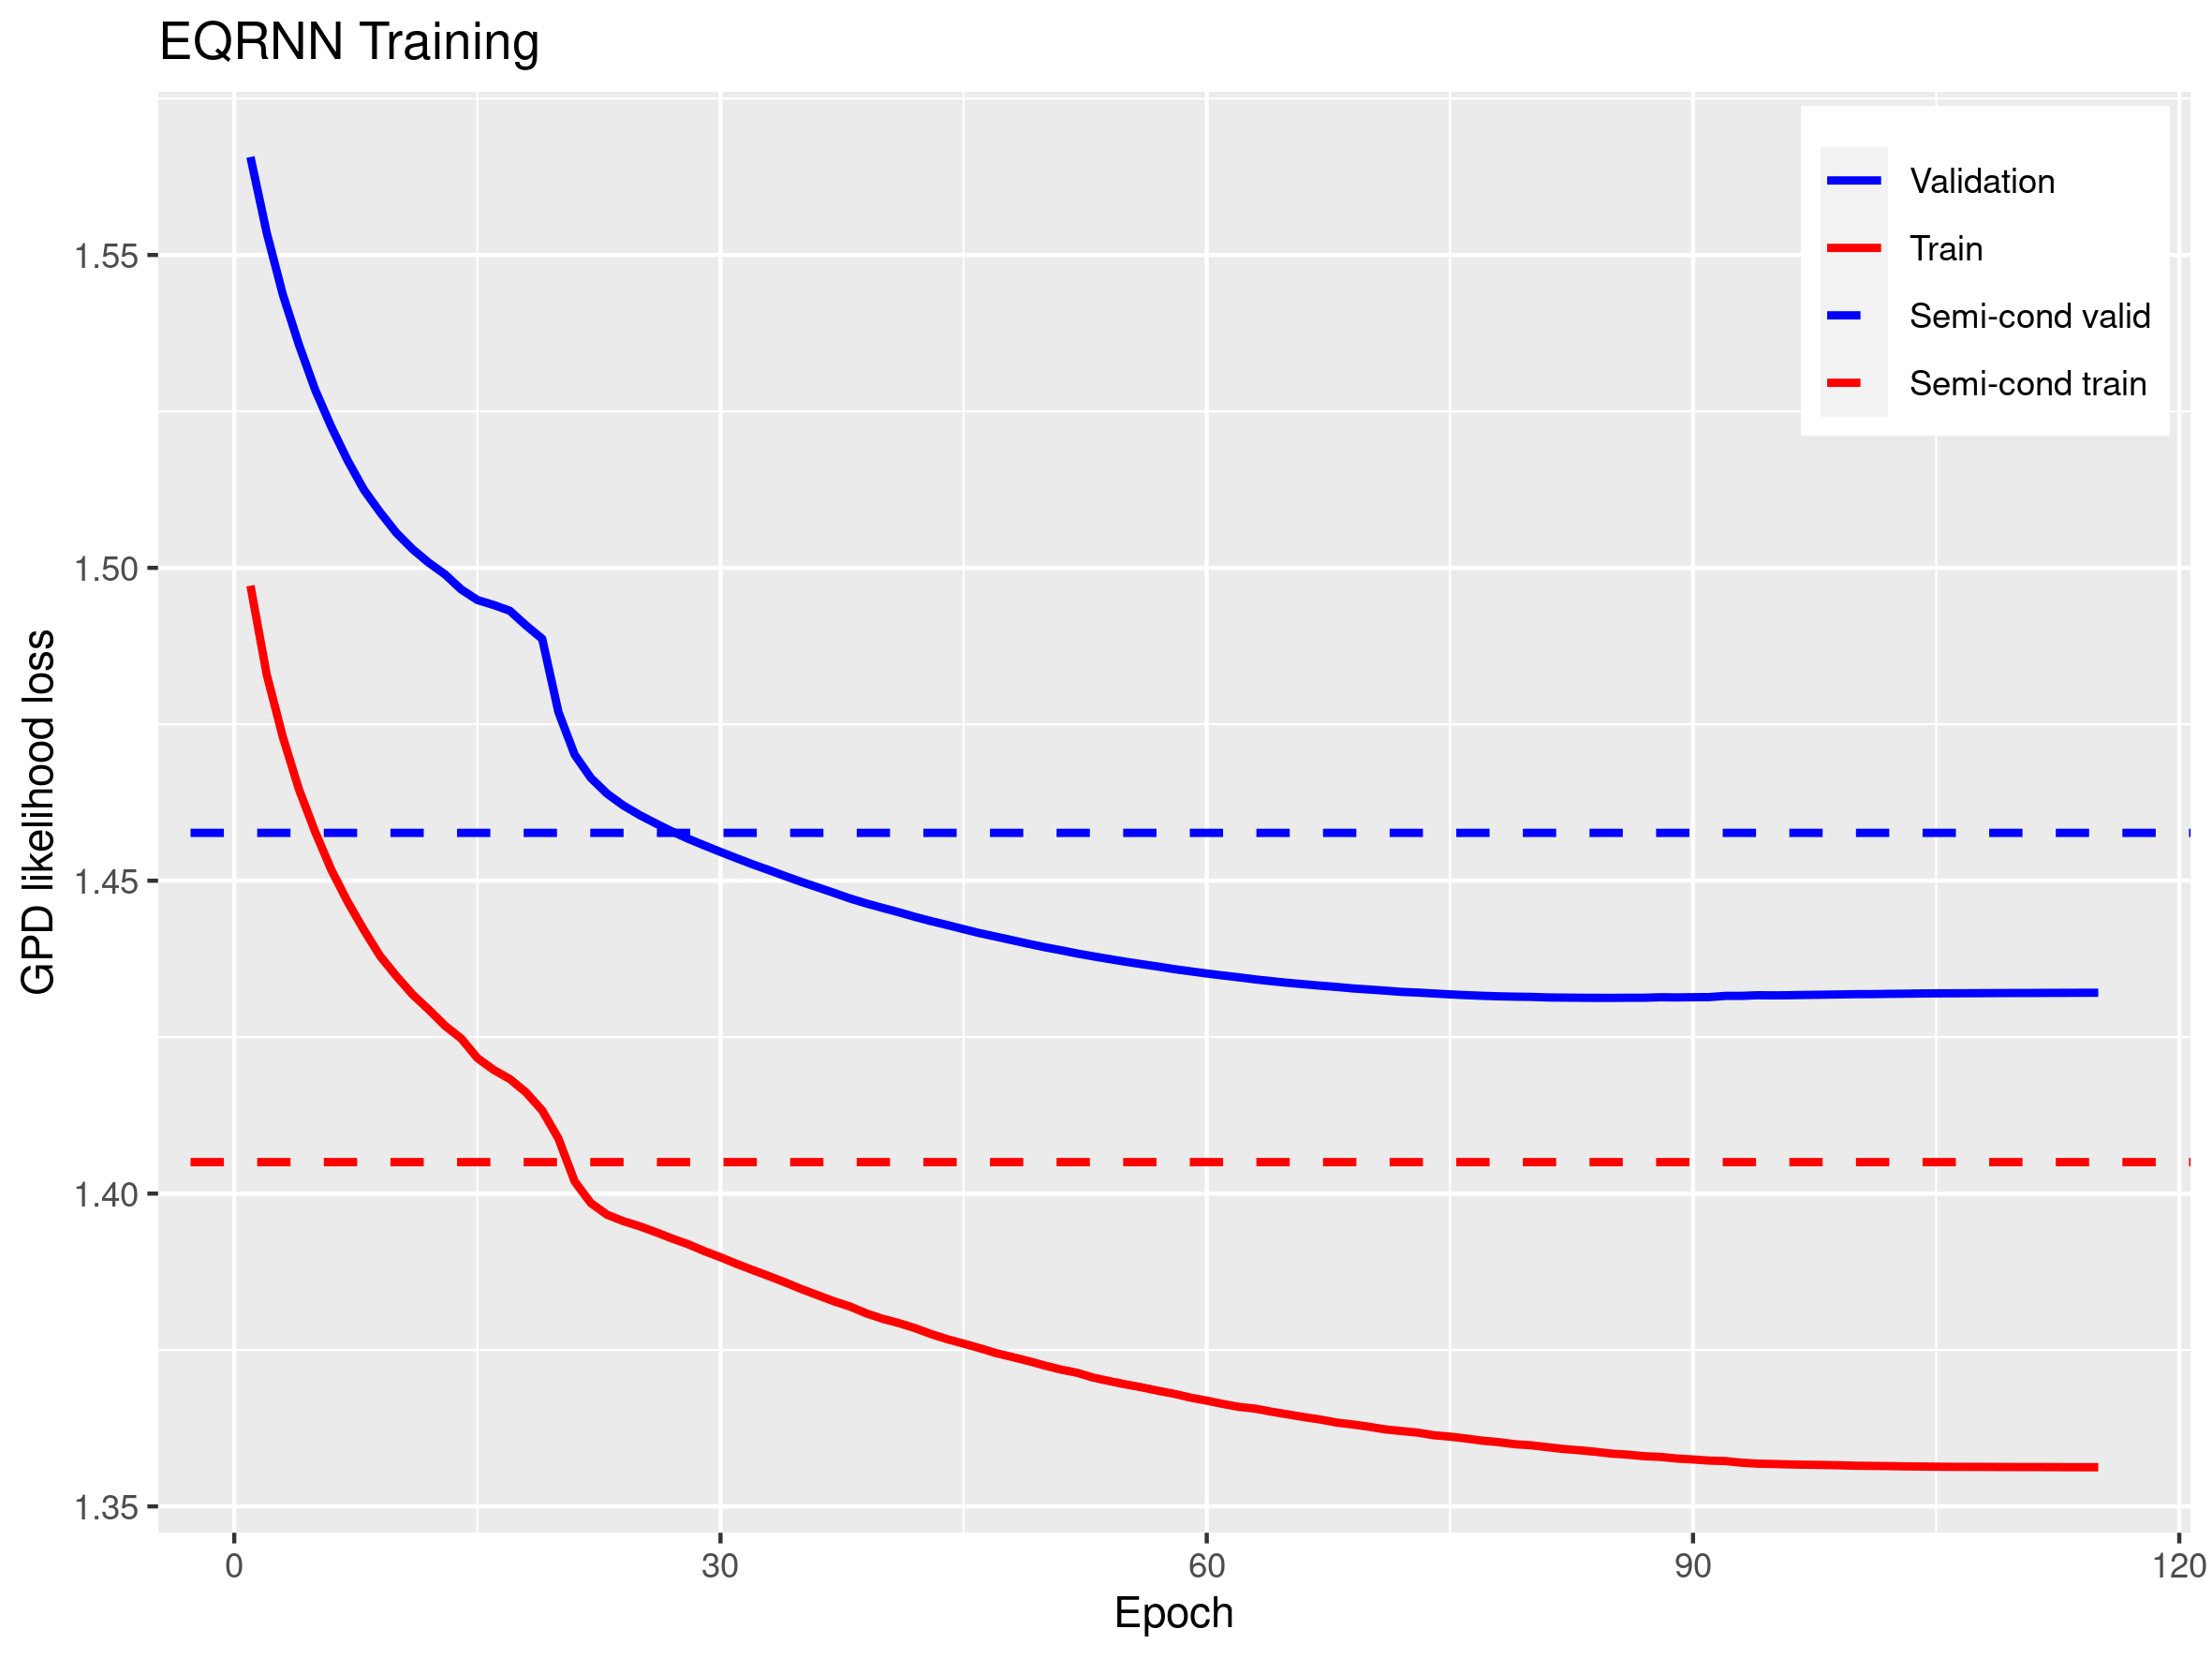 EQRNN Training
GPD likelihood loss
1.55
1.50
1.45
1.40
1.35
Validation
Train
Semi-cond valid
Semi-cond train
0
30
60
90
120
Epoch